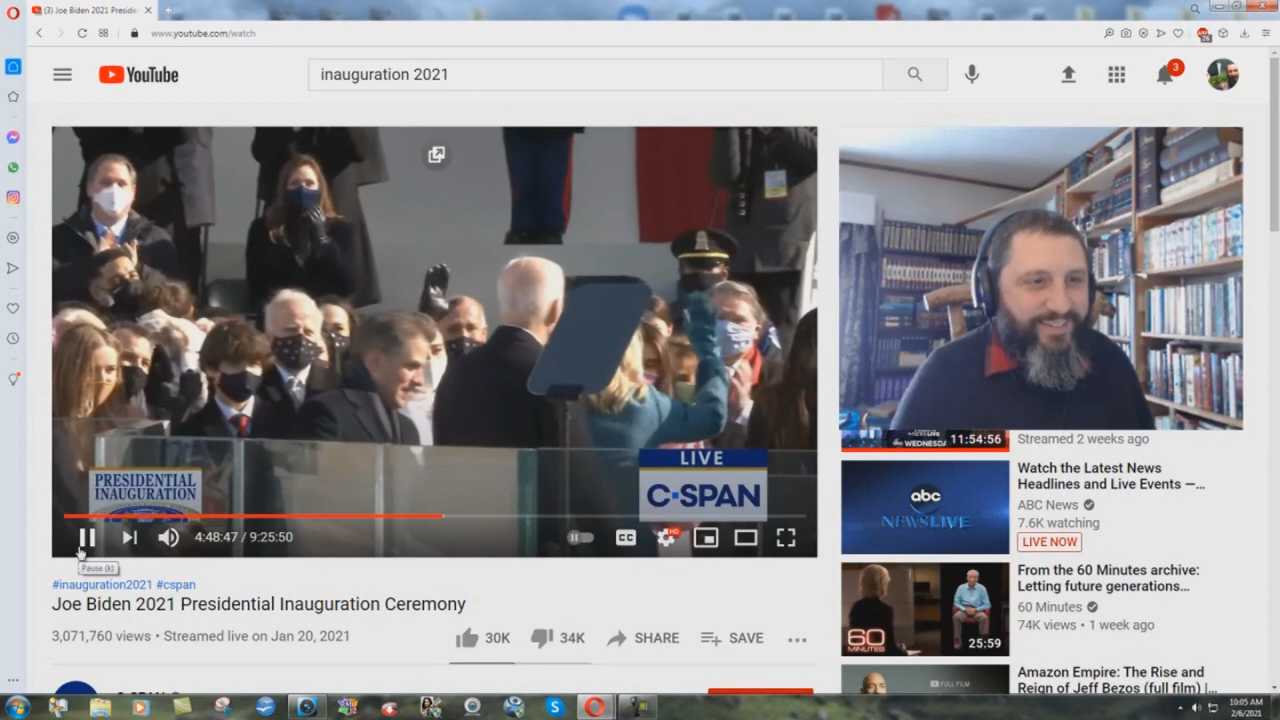 (3) Joe Biden 2021 Preside
www.youtube.com/watch
YouTube
inauguration 2021
3
PRESIDENTIAL
INAUGURATION
LIVE
C-SPAN
CC
HD
4:48:47 / 9:25:50
Pause (k)
#inauguration2021 #cspan
Joe Biden 2021 Presidential Inauguration Ceremony
3,071,760 views • Streamed live on Jan 20, 2021
30K
34K
SHARE
SAVE
WEDNESD
11:54:56
Streamed 2 weeks ago
abc
NEWSLIVE
Watch the Latest News
Headlines and Live Events —...
ABC News
7.6K watching
LIVE NOW
60
MINUTES
25:59
From the 60 Minutes archive:
Letting future generations...
60 Minutes
74K views • 1 week ago
FULL FILM
Amazon Empire: The Rise and
Reign of Jeff Bezos (full film) |...
10:05 AM
2/6/2021